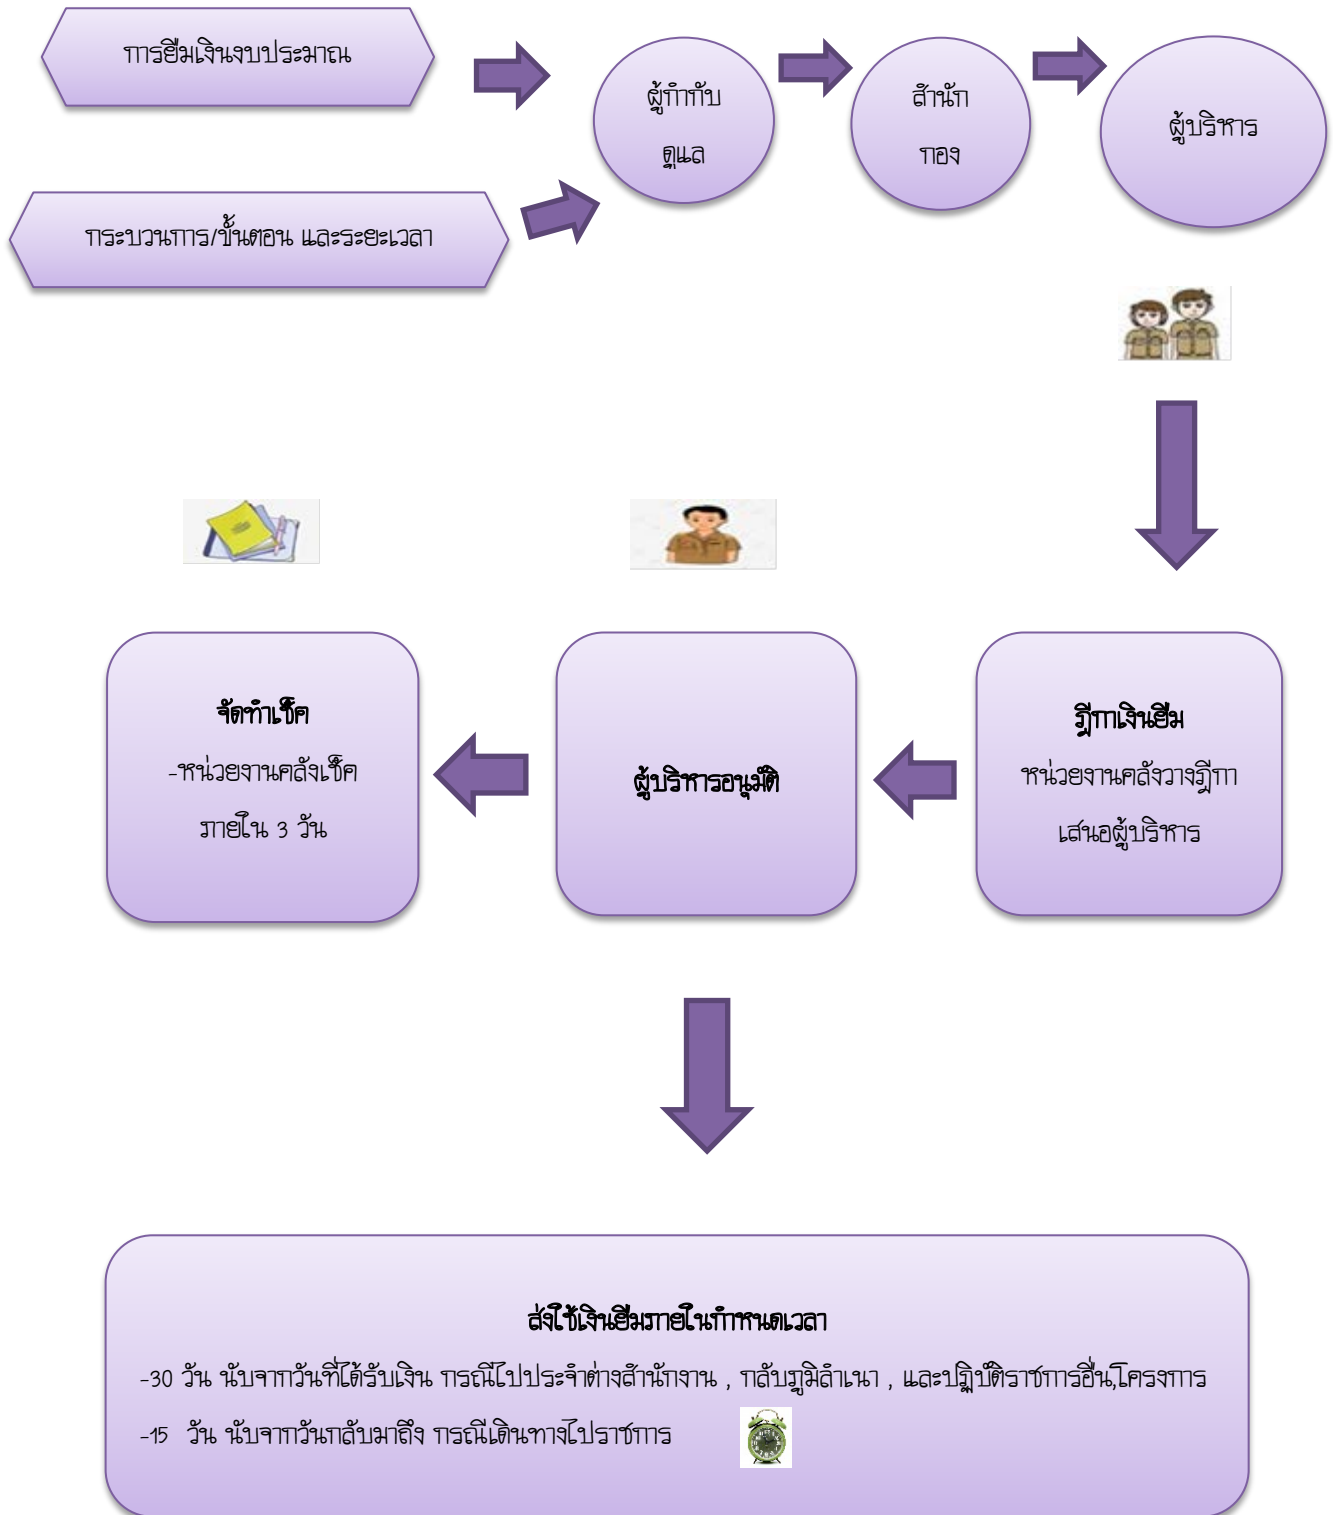 การยืมเงินงบประมาณ
ผู้กำกับ
ดูแล
สำนัก
กอง
ผู้บริหาร
กระบวนการ/ขั้นตอน และระยะเวลา
จัดทำเช็ค
-หน่วยงานคลังเช็ค
ภายใน 3 วัน
ผู้บริหารอนุมัติ
ฎีกาเงินยืม
หน่วยงานคลังวางฎีกา
เสนอผู้บริหาร
ส่งใช้เงินยืมภายในกำหนดเวลา
-30 วัน นับจากวันที่ได้รับเงิน กรณีไปประจำต่างสำนักงาน , กลับภูมิลำเนา , และปฏิบัติราชการอื่น,โครงการ
-15 วัน นับจากวันกลับมาถึง กรณีเดินทางไปราชการ